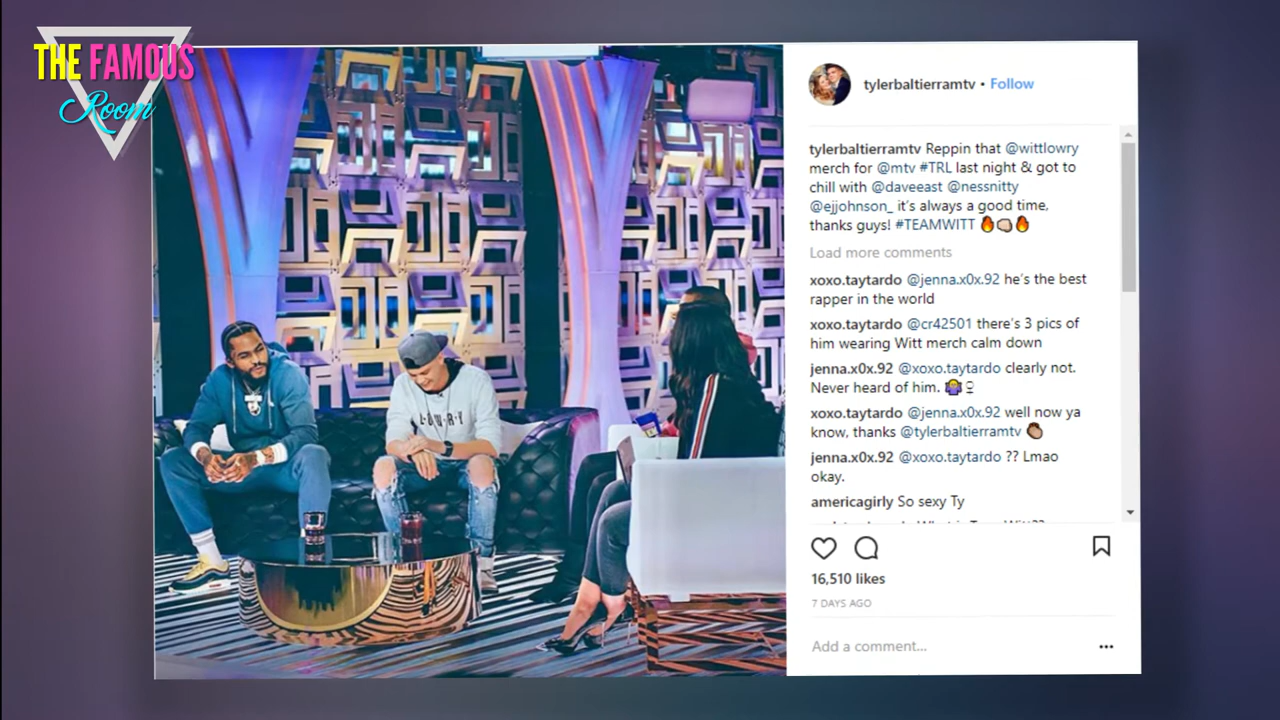 THE FAMOUS
Room
LOWRY
tylerbaltierramtv • Follow
tylerbaltierramtv Reppin that @wittlowry
merch for @mtv #TRL last night & got to
chill with @daveeast @nessnitty
@ejjohnson_ it's always a good time,
thanks guys! #TEAMWITT 🔥👊🏻🔥
Load more comments
xoxo.taytardo @jenna.x0x.92 he's the best
rapper in the world
xoxo.taytardo @cr42501 there's 3 pics of
him wearing Witt merch calm down
jenna.x0x.92 @xoxo.taytardo clearly not.
Never heard of him. 🤷♀
xoxo.taytardo @jenna.x0x.92 well now ya
know, thanks @tylerbaltierramtv 👏🏾
jenna.x0x.92 @xoxo.taytardo ?? Lmao
okay.
americagirly So sexy Ty
16,510 likes
7 DAYS AGO
Add a comment...